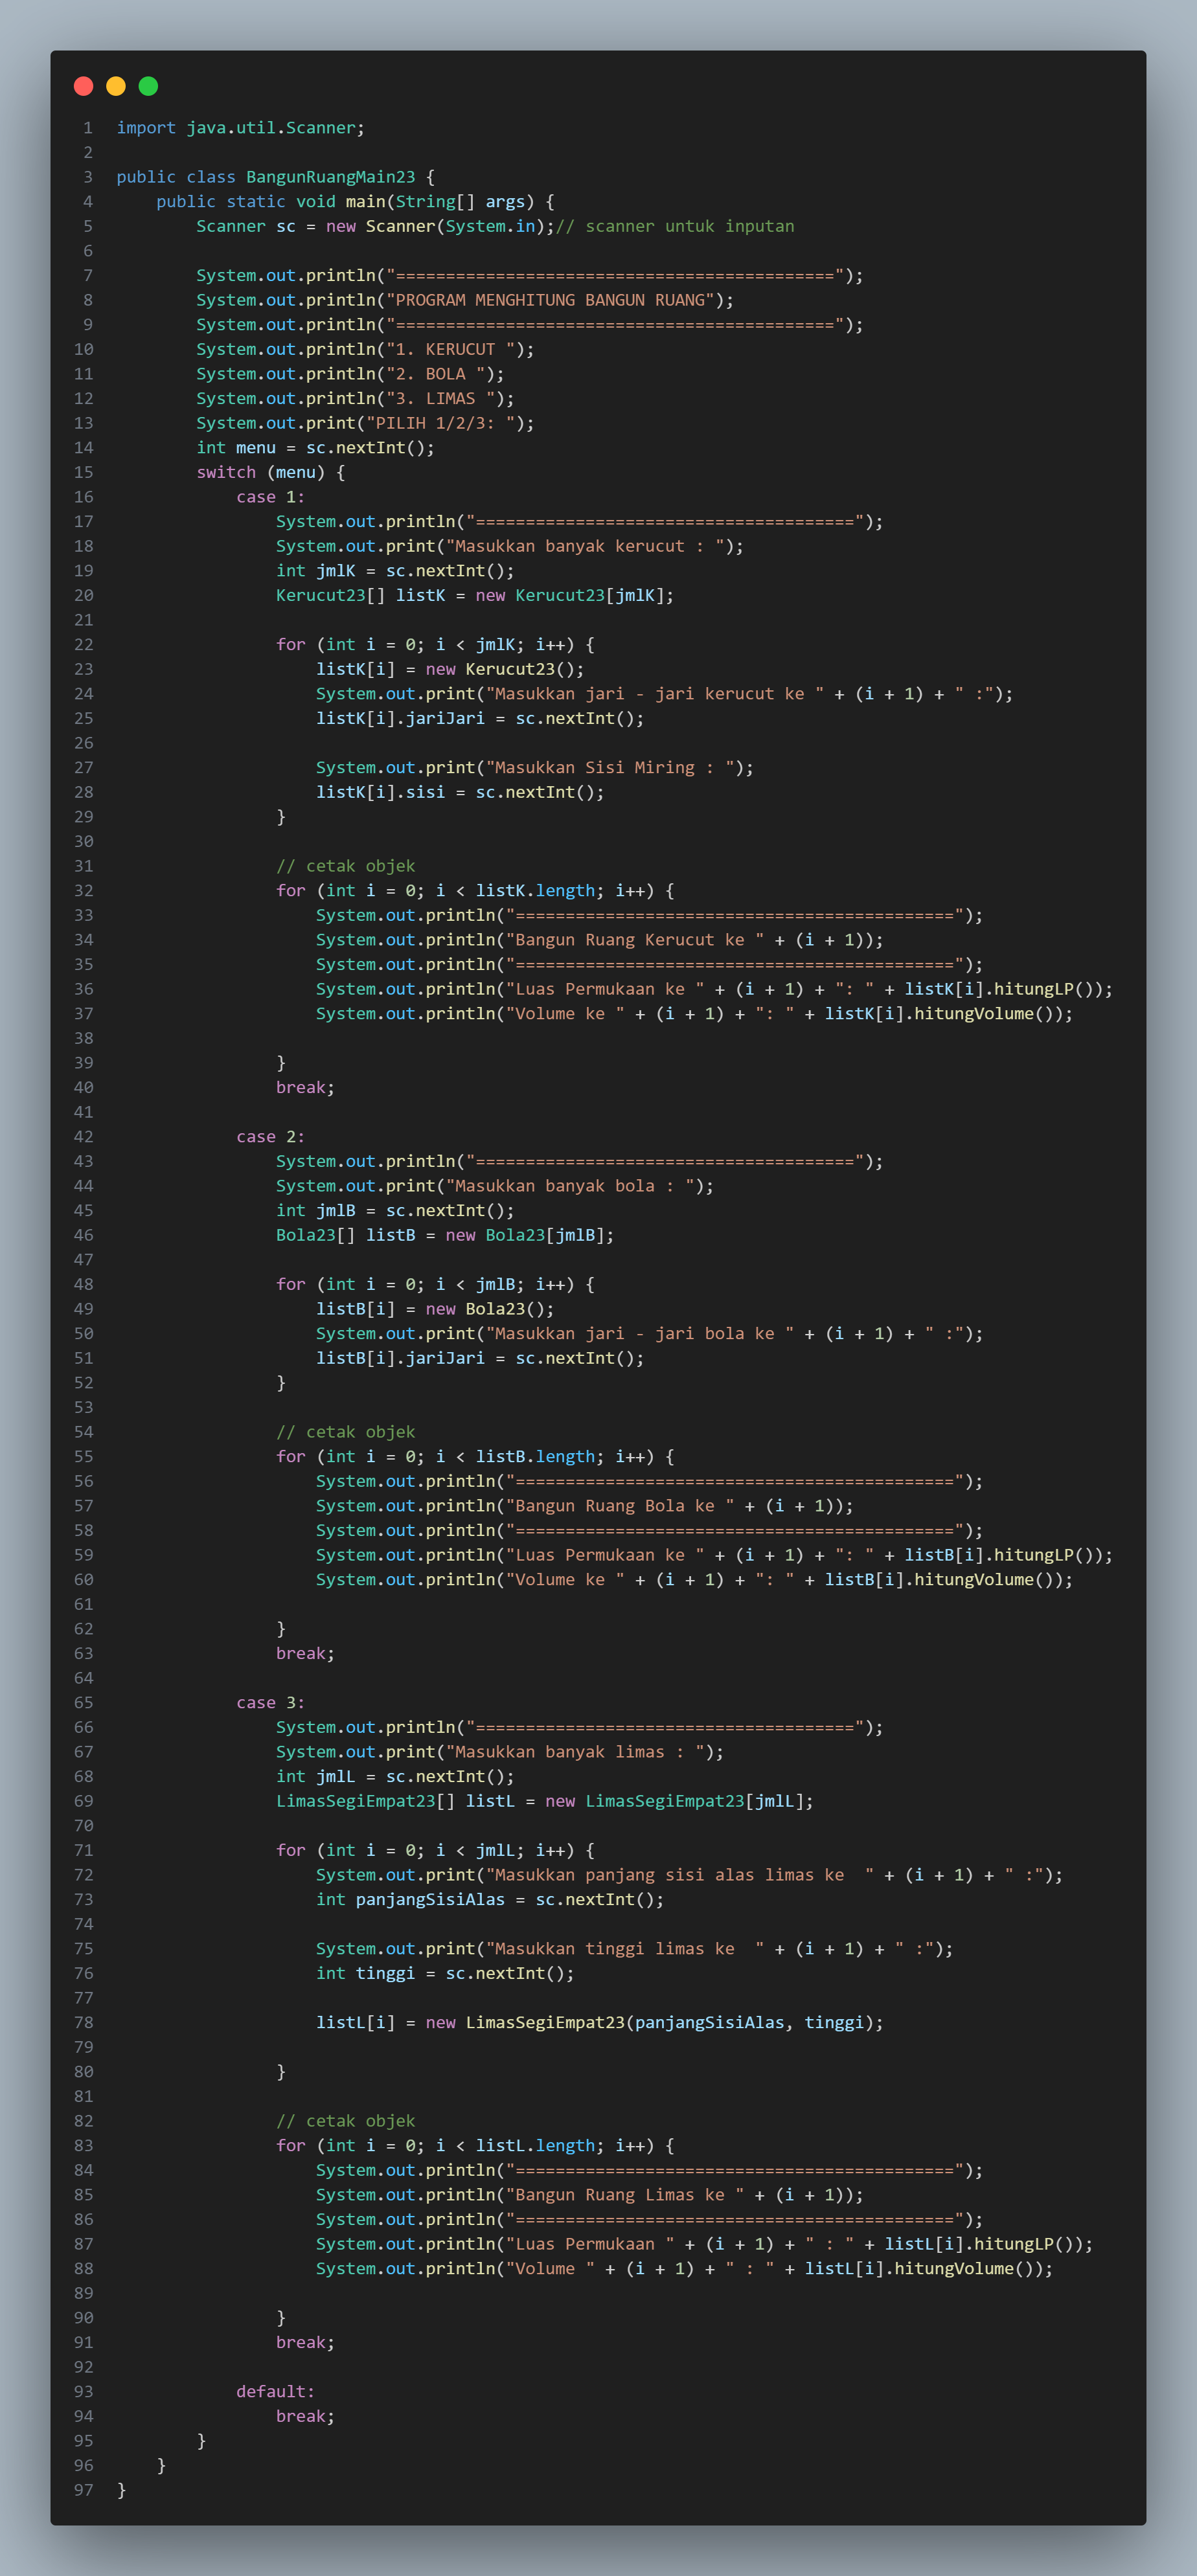 1 import java.util.Scanner;
2
3 public class BangunRuangMain23 {
4     public static void main(String[] args) {
5         Scanner sc = new Scanner(System.in);// scanner untuk inputan
6
7         System.out.println("============================================");
8         System.out.println("PROGRAM MENGHITUNG BANGUN RUANG");
9         System.out.println("============================================");
10         System.out.println("1. KERUCUT ");
11         System.out.println("2. BOLA ");
12         System.out.println("3. LIMAS ");
13         System.out.print("PILIH 1/2/3: ");
14         int menu = sc.nextInt();
15         switch (menu) {
16             case 1:
17                 System.out.println("======================================");
18                 System.out.print("Masukkan banyak kerucut : ");
19                 int jmlK = sc.nextInt();
20                 Kerucut23[] listK = new Kerucut23[jmlK];
21
22                 for (int i = 0; i < jmlK; i++) {
23                     listK[i] = new Kerucut23();
24                     System.out.print("Masukkan jari - jari kerucut ke " + (i + 1) + " :");
25                     listK[i].jariJari = sc.nextInt();
26
27                     System.out.print("Masukkan Sisi Miring : ");
28                     listK[i].sisi = sc.nextInt();
29                 }
30
31                 // cetak objek
32                 for (int i = 0; i < listK.length; i++) {
33                     System.out.println("============================================");
34                     System.out.println("Bangun Ruang Kerucut ke " + (i + 1));
35                     System.out.println("============================================");
36                     System.out.println("Luas Permukaan ke " + (i + 1) + ": " + listK[i].hitungLP());
37                     System.out.println("Volume ke " + (i + 1) + ": " + listK[i].hitungVolume());
38
39                 }
40                 break;
41
42             case 2:
43                 System.out.println("======================================");
44                 System.out.print("Masukkan banyak bola : ");
45                 int jmlB = sc.nextInt();
46                 Bola23[] listB = new Bola23[jmlB];
47
48                 for (int i = 0; i < jmlB; i++) {
49                     listB[i] = new Bola23();
50                     System.out.print("Masukkan jari - jari bola ke " + (i + 1) + " :");
51                     listB[i].jariJari = sc.nextInt();
52                 }
53
54                 // cetak objek
55                 for (int i = 0; i < listB.length; i++) {
56                     System.out.println("============================================");
57                     System.out.println("Bangun Ruang Bola ke " + (i + 1));
58                     System.out.println("============================================");
59                     System.out.println("Luas Permukaan ke " + (i + 1) + ": " + listB[i].hitungLP());
60                     System.out.println("Volume ke " + (i + 1) + ": " + listB[i].hitungVolume());
61
62                 }
63                 break;
64
65             case 3:
66                 System.out.println("======================================");
67                 System.out.print("Masukkan banyak limas : ");
68                 int jmlL = sc.nextInt();
69                 LimasSegiEmpat23[] listL = new LimasSegiEmpat23[jmlL];
70
71                 for (int i = 0; i < jmlL; i++) {
72                     System.out.print("Masukkan panjang sisi alas limas ke  " + (i + 1) + " :");
73                     int panjangSisiAlas = sc.nextInt();
74
75                     System.out.print("Masukkan tinggi limas ke  " + (i + 1) + " :");
76                     int tinggi = sc.nextInt();
77
78                     listL[i] = new LimasSegiEmpat23(panjangSisiAlas, tinggi);
79
80                 }
81
82                 // cetak objek
83                 for (int i = 0; i < listL.length; i++) {
84                     System.out.println("============================================");
85                     System.out.println("Bangun Ruang Limas ke " + (i + 1));
86                     System.out.println("============================================");
87                     System.out.println("Luas Permukaan " + (i + 1) + " : " + listL[i].hitungLP());
88                     System.out.println("Volume " + (i + 1) + " : " + listL[i].hitungVolume());
89
90                 }
91                 break;
92
93             default:
94                 break;
95         }
96     }
97 }